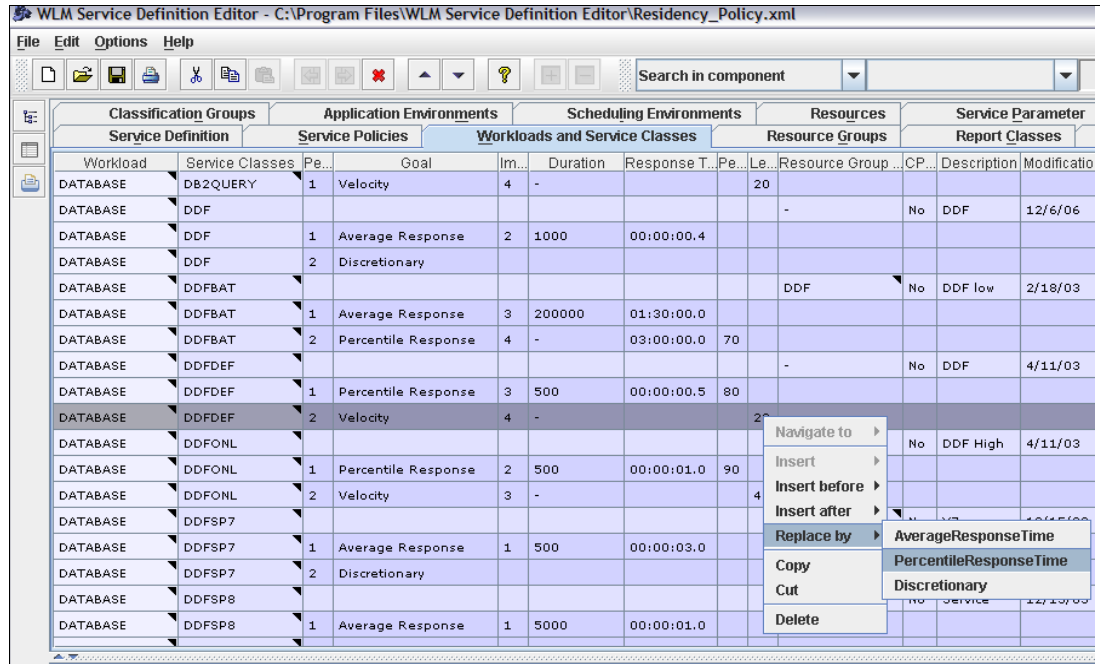 WLM Service Definition Editor - C:\Program Files\WLM Service Definition Editor\Residency_Policy.xml
File Edit Options Help
Search in component
Classification Groups Application Environments Scheduling Environments Resources Service Parameter
Service Definition Service Policies Workloads and Service Classes Resource Groups Report Classes
Workload Service Classes Pe... Goal Im... Duration Response T... Pe... Le... Resource Group ... CP... Description Modificatio
DATABASE DB2QUERY 1 Velocity 4 - 20
DATABASE DDF - No DDF 12/6/06
DATABASE DDF 1 Average Response 2 1000 00:00:00.4
DATABASE DDF 2 Discretionary
DATABASE DDFBAT DDF No DDF low 2/18/03
DATABASE DDFBAT 1 Average Response 3 200000 01:30:00.0
DATABASE DDFBAT 2 Percentile Response 4 - 03:00:00.0 70
DATABASE DDFDEF - No DDF 4/11/03
DATABASE DDFDEF 1 Percentile Response 3 500 00:00:00.5 80
DATABASE DDFDEF 2 Velocity 4 -
Navigate to
DATABASE DDFONL No DDF High 4/11/03
Insert
DATABASE DDFONL 1 Percentile Response 2 500 00:00:01.0 90
Insert before
DATABASE DDFONL 2 Velocity 3 - 4
Insert after
DATABASE DDFSP7
Replace by AverageResponseTime
DATABASE DDFSP7 1 Average Response 1 500 00:00:03.0
PercentileResponseTime
Copy
DATABASE DDFSP7 2 Discretionary
Discretionary
Cut
DATABASE DDFSP8
Delete
DATABASE DDFSP8 1 Average Response 1 5000 00:00:01.0